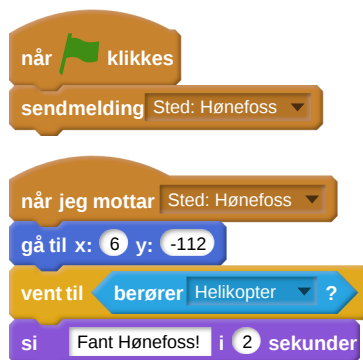 når klikkes
sendmelding Sted: Hønefoss
når jeg mottar Sted: Hønefoss
gå til x: 6 y: -112
vent til berører Helikopter ?
si Fant Hønefoss! i 2 sekunder